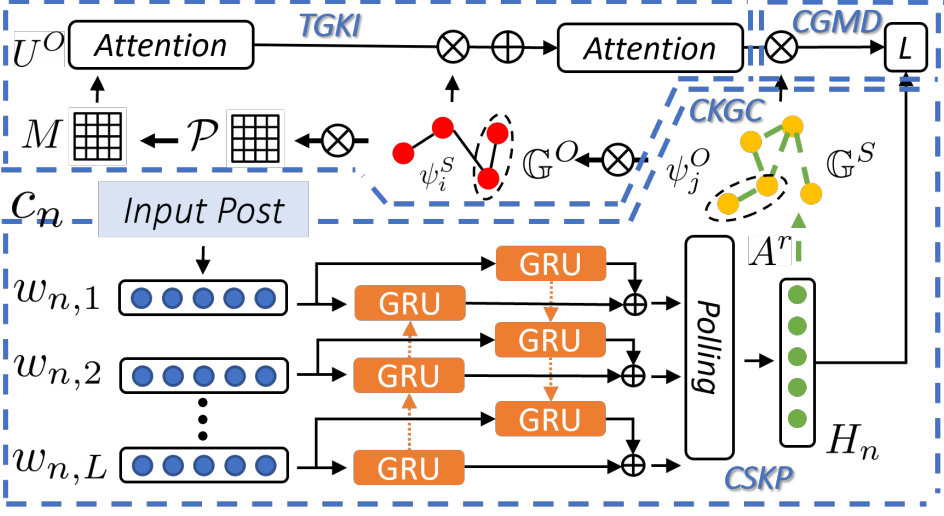 TGKI
CGMD
U^O
Attention
Attention
L
M
𝒫
ψ_i^S
𝔾^O
CKGC
ψ_j^O
𝔾^S
c_n
Input Post
A^r
w_{n,1}
GRU
GRU
w_{n,2}
GRU
GRU
Polling
w_{n,L}
GRU
GRU
H_n
CSKP